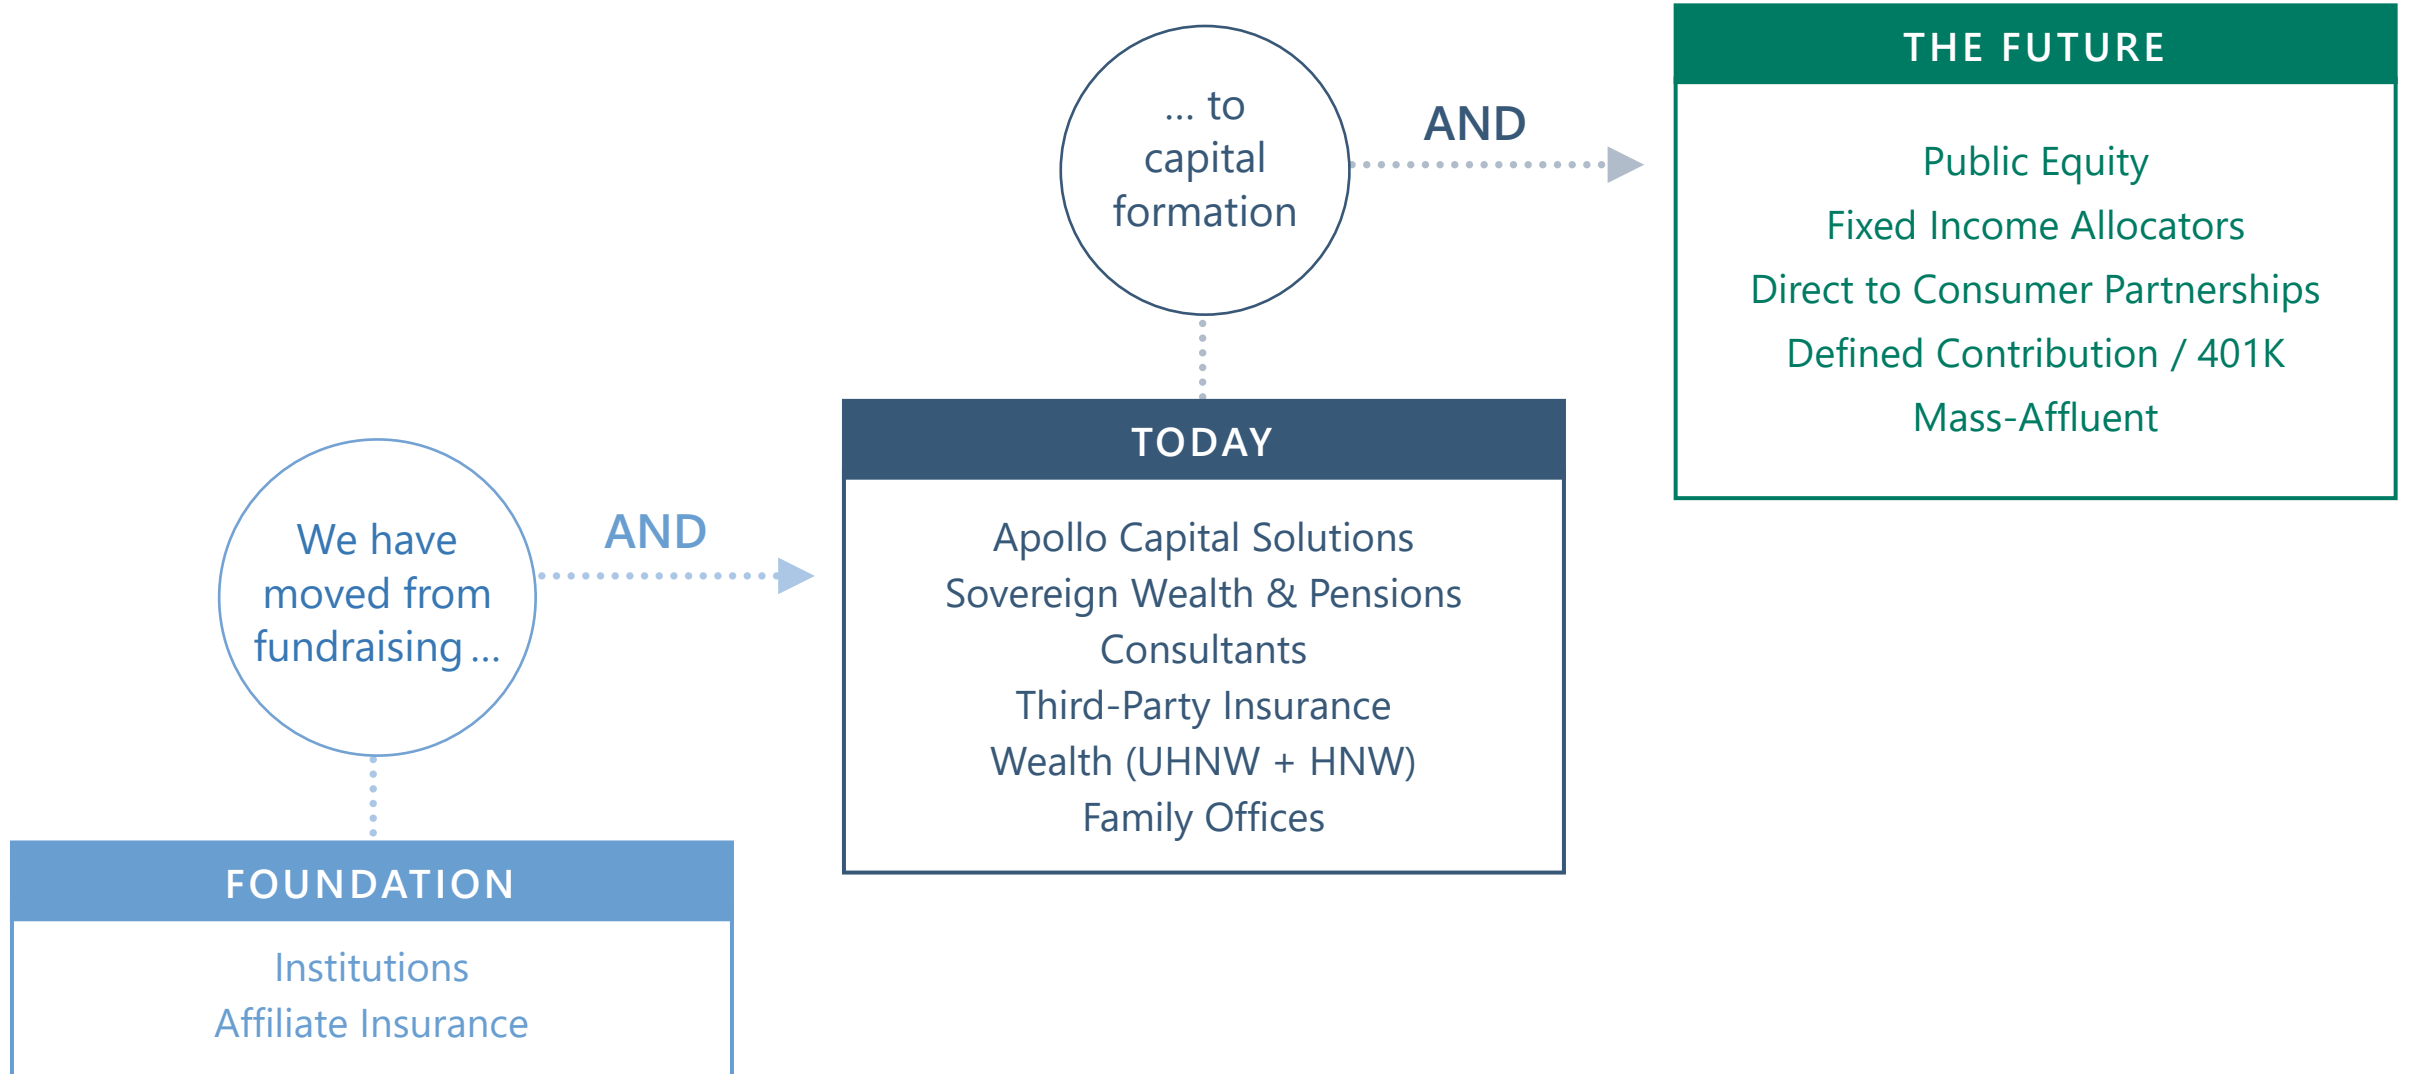 We have
moved from
fundraising ...
AND
FOUNDATION
Institutions
Affiliate Insurance
... to
capital
formation
AND
TODAY
Apollo Capital Solutions
Sovereign Wealth & Pensions
Consultants
Third-Party Insurance
Wealth (UHNW + HNW)
Family Offices
THE FUTURE
Public Equity
Fixed Income Allocators
Direct to Consumer Partnerships
Defined Contribution / 401K
Mass-Affluent